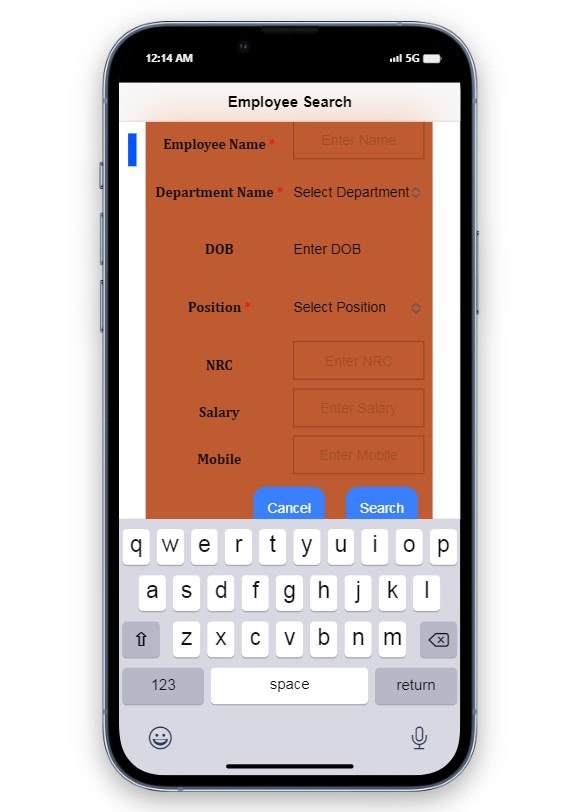 12:14 AM 5G
Employee Search
Employee Name * Enter Name
Department Name * Select Department
DOB Enter DOB
Position * Select Position
NRC Enter NRC
Salary Enter Salary
Mobile Enter Mobile
Cancel Search
q w e r t y u i o p
a s d f g h j k l
z x c v b n m
123 space return